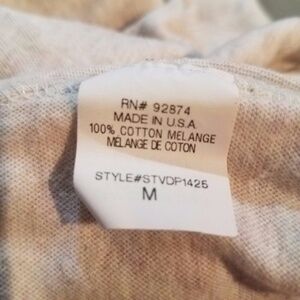 RN# 92874
MADE IN U.S.A
100% COTTON MELANGE
MELANGE DE COTON
STYLE#STVDP1425
M